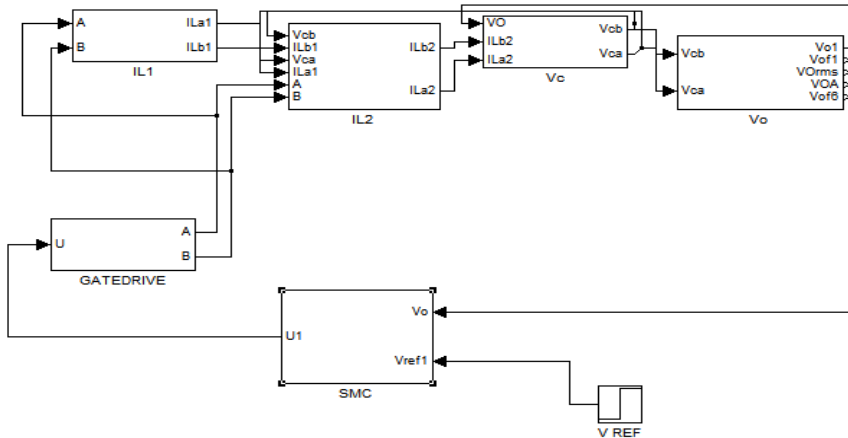 A
B
ILa1
ILb1
IL1
Vcb
ILb1
Vca
ILa1
A
B
ILb2
ILa2
IL2
VO
ILb2
ILa2
Vcb
Vca
Vc
Vcb
Vca
Vo1
Vof1
VOrms
VOA
Vof6
Vo
U
A
B
GATEDRIVE
U1
Vo
Vref1
SMC
V REF